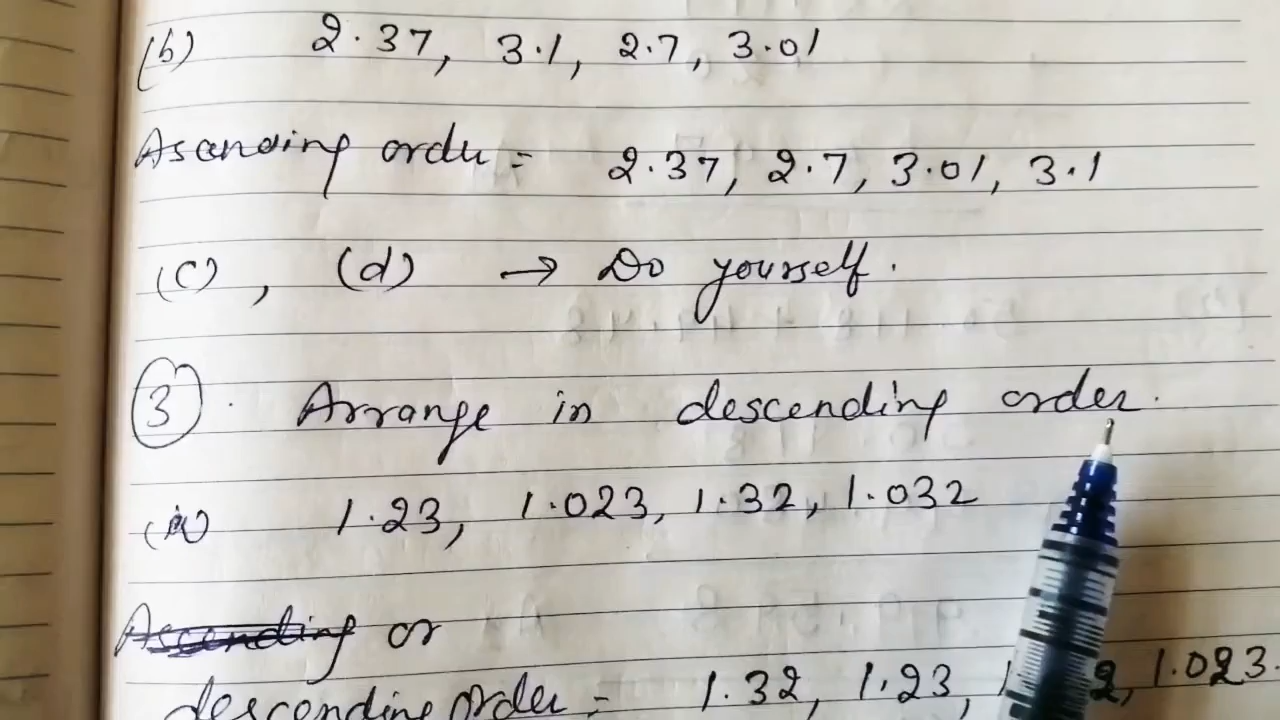 (b) 2.37, 3.1, 2.7, 3.01
Ascending order = 2.37, 2.7, 3.01, 3.1
(c), (d) → Do yourself.
3. Arrange in descending order.
(a) 1.23, 1.023, 1.32, 1.032
Ascending or
descending order = 1.32, 1.23, 2, 1.023.